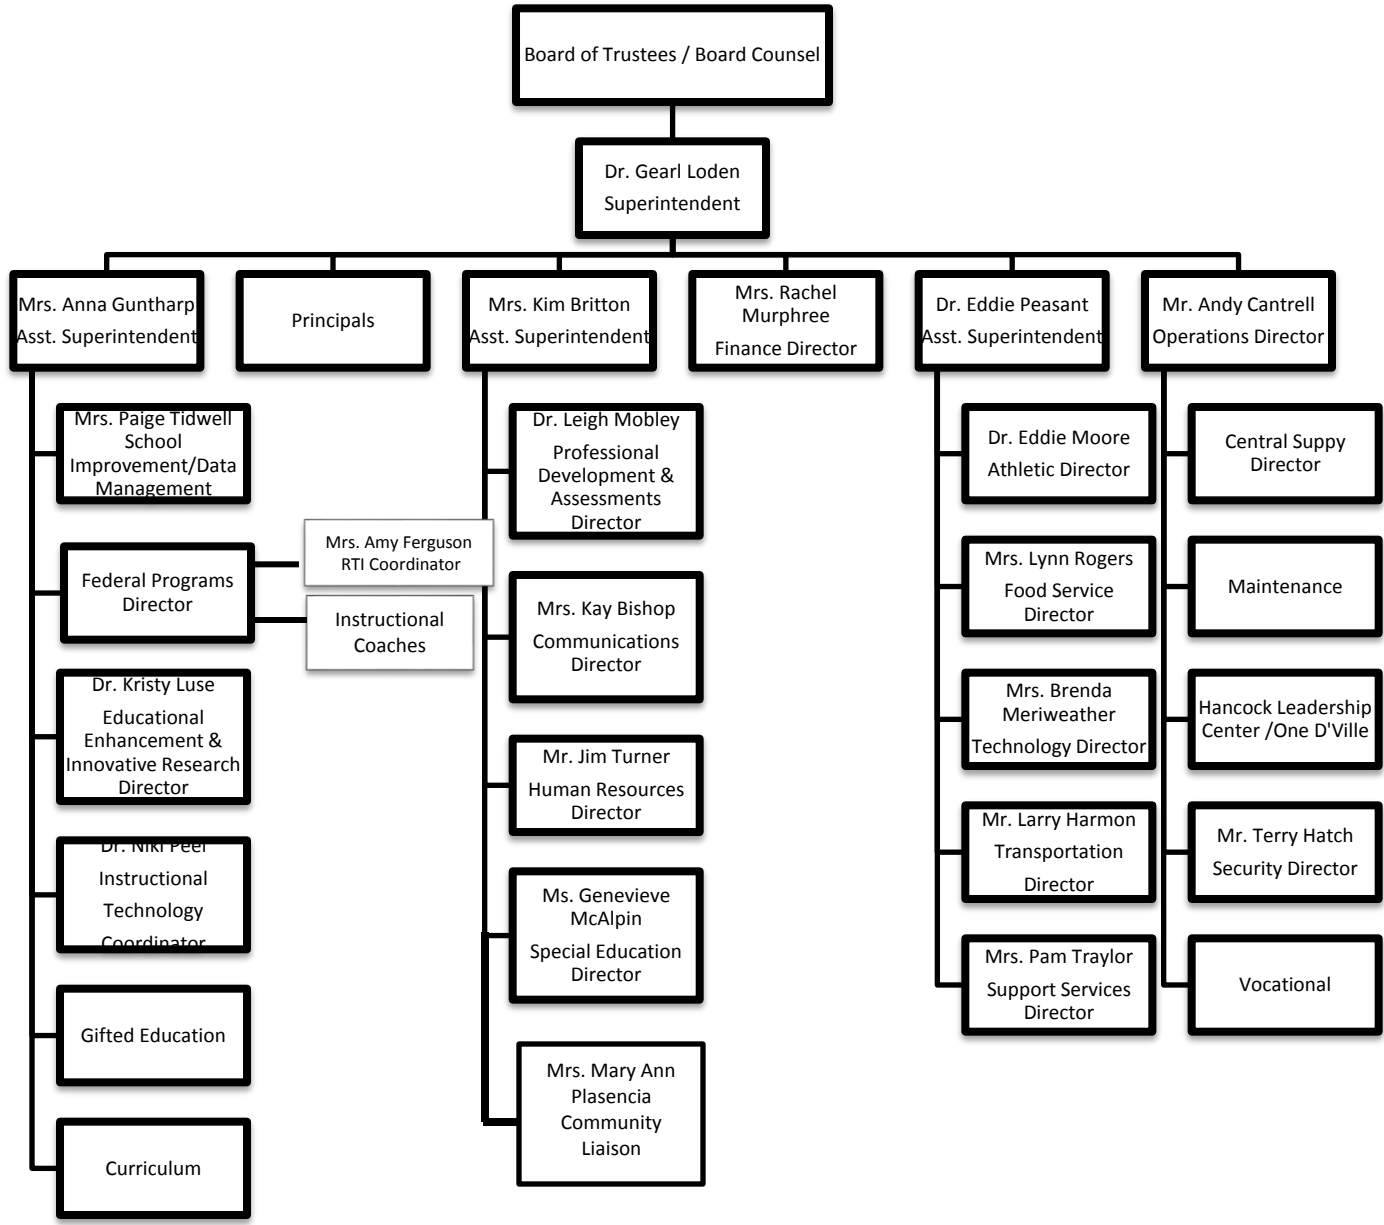 Board of Trustees / Board Counsel
Dr. Gearl Loden
Superintendent
Mrs. Anna Guntharp
Asst. Superintendent
Principals
Mrs. Kim Britton
Asst. Superintendent
Mrs. Rachel
Murphree
Finance Director
Dr. Eddie Peasant
Asst. Superintendent
Mr. Andy Cantrell
Operations Director
Mrs. Paige Tidwell
School
Improvement/Data
Management
Federal Programs
Director
Mrs. Amy Ferguson
RTI Coordinator
Instructional
Coaches
Dr. Kristy Luse
Educational
Enhancement &
Innovative Research
Director
Dr. Niki Peel
Instructional
Technology
Coordinator
Gifted Education
Curriculum
Dr. Leigh Mobley
Professional
Development &
Assessments
Director
Mrs. Kay Bishop
Communications
Director
Mr. Jim Turner
Human Resources
Director
Ms. Genevieve
McAlpin
Special Education
Director
Mrs. Mary Ann
Plasencia
Community
Liaison
Dr. Eddie Moore
Athletic Director
Mrs. Lynn Rogers
Food Service
Director
Mrs. Brenda
Meriweather
Technology Director
Mr. Larry Harmon
Transportation
Director
Mrs. Pam Traylor
Support Services
Director
Central Suppy
Director
Maintenance
Hancock Leadership
Center /One D'Ville
Mr. Terry Hatch
Security Director
Vocational